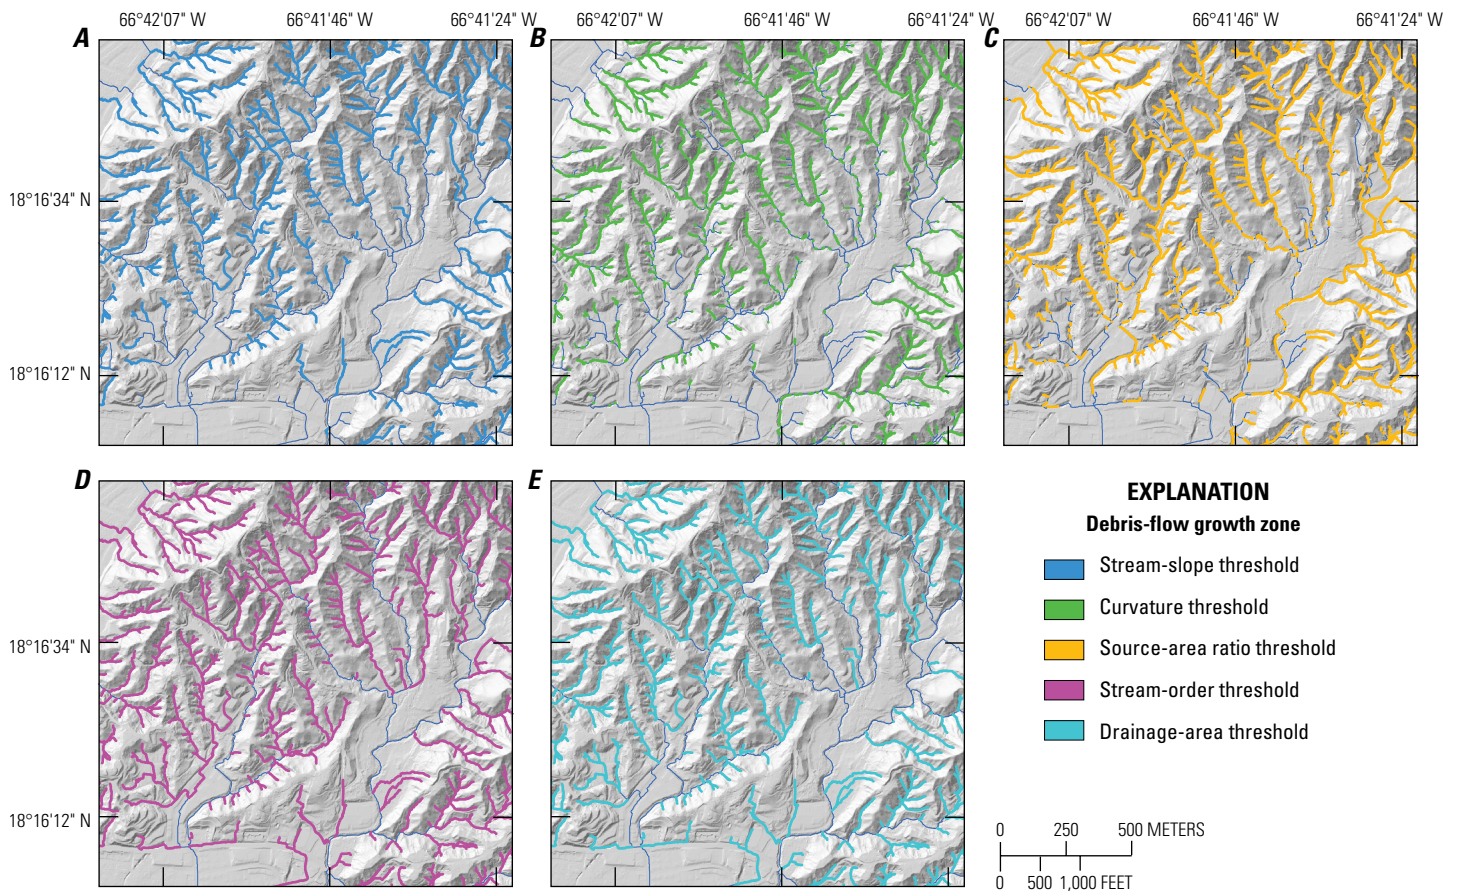 66°42'07" W 66°41'46" W 66°41'24" W 66°42'07" W 66°41'46" W 66°41'24" W 66°42'07" W 66°41'46" W 66°41'24" W
A B C
18°16'34" N
18°16'12" N
D E
18°16'34" N
18°16'12" N
EXPLANATION
Debris-flow growth zone
Stream-slope threshold
Curvature threshold
Source-area ratio threshold
Stream-order threshold
Drainage-area threshold
0 250 500 METERS
0 500 1,000 FEET